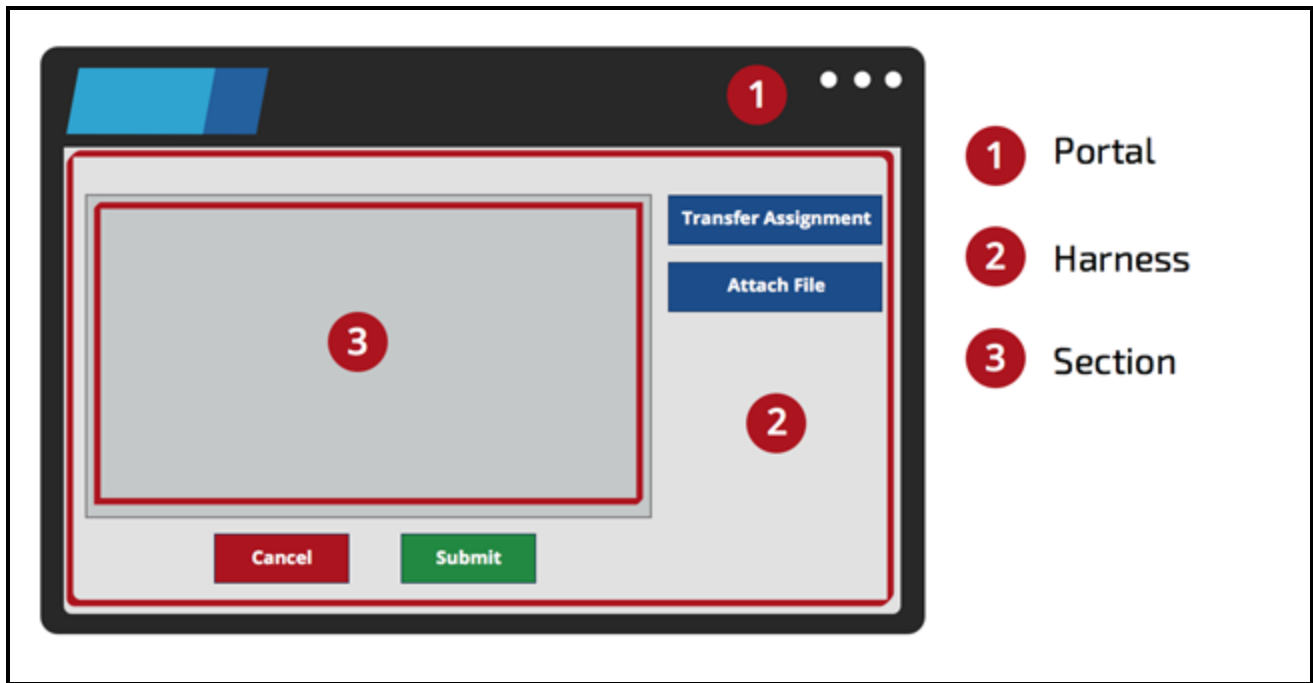 1
Transfer Assignment
Attach File
3
2
Cancel
Submit
1 Portal
2 Harness
3 Section